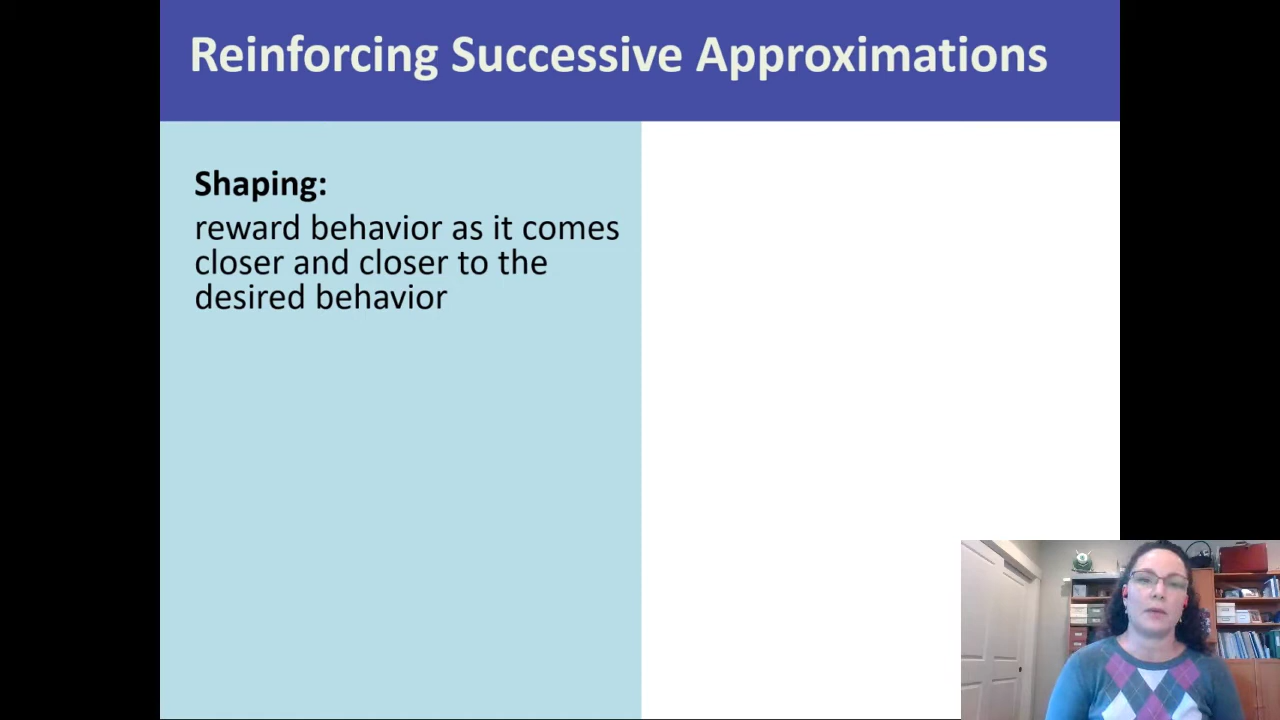 Reinforcing Successive Approximations
Shaping:
reward behavior as it comes
closer and closer to the
desired behavior